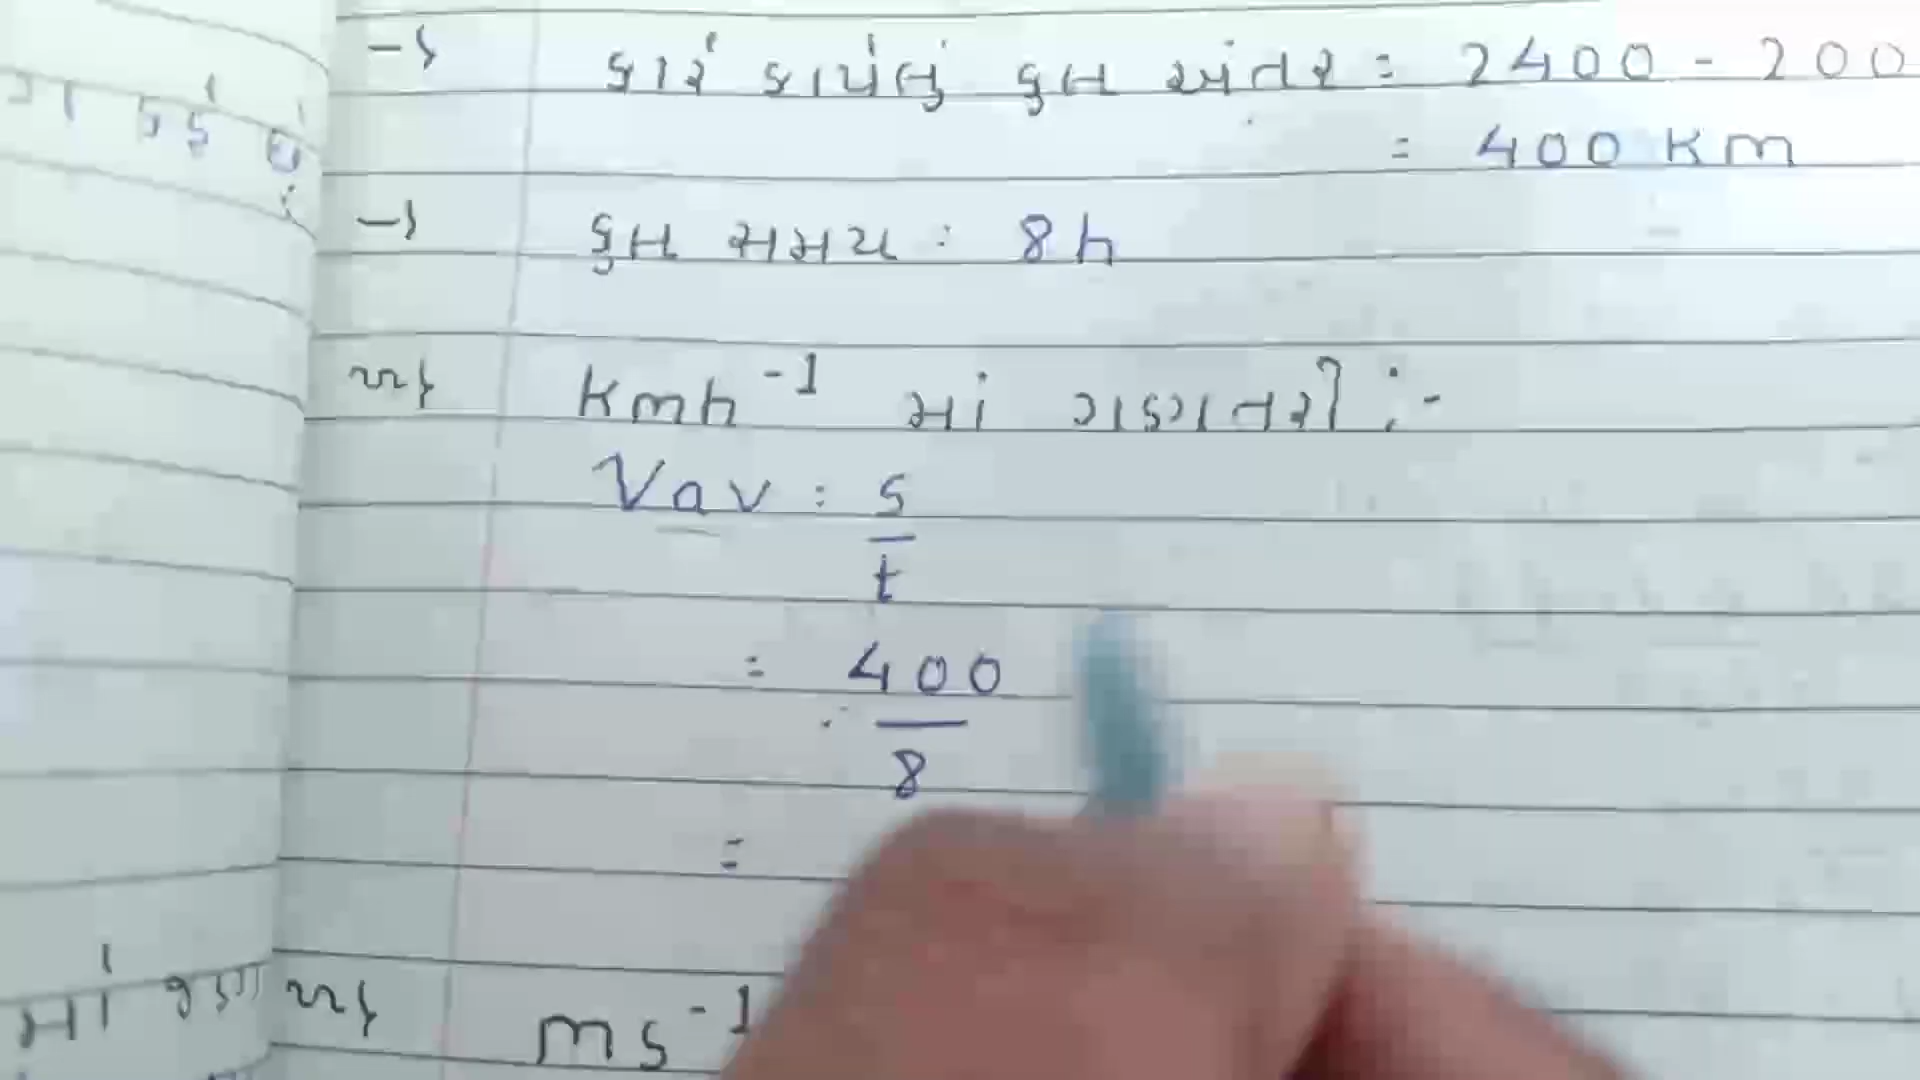 કારે કાપેલું કુલ અંતર = 2400 - 200
= 400 km
કુલ સમય : 8h
kmh⁻¹ માં ગણતરી :-
Vav : s
t
= 400
8
=
ms⁻¹
માં